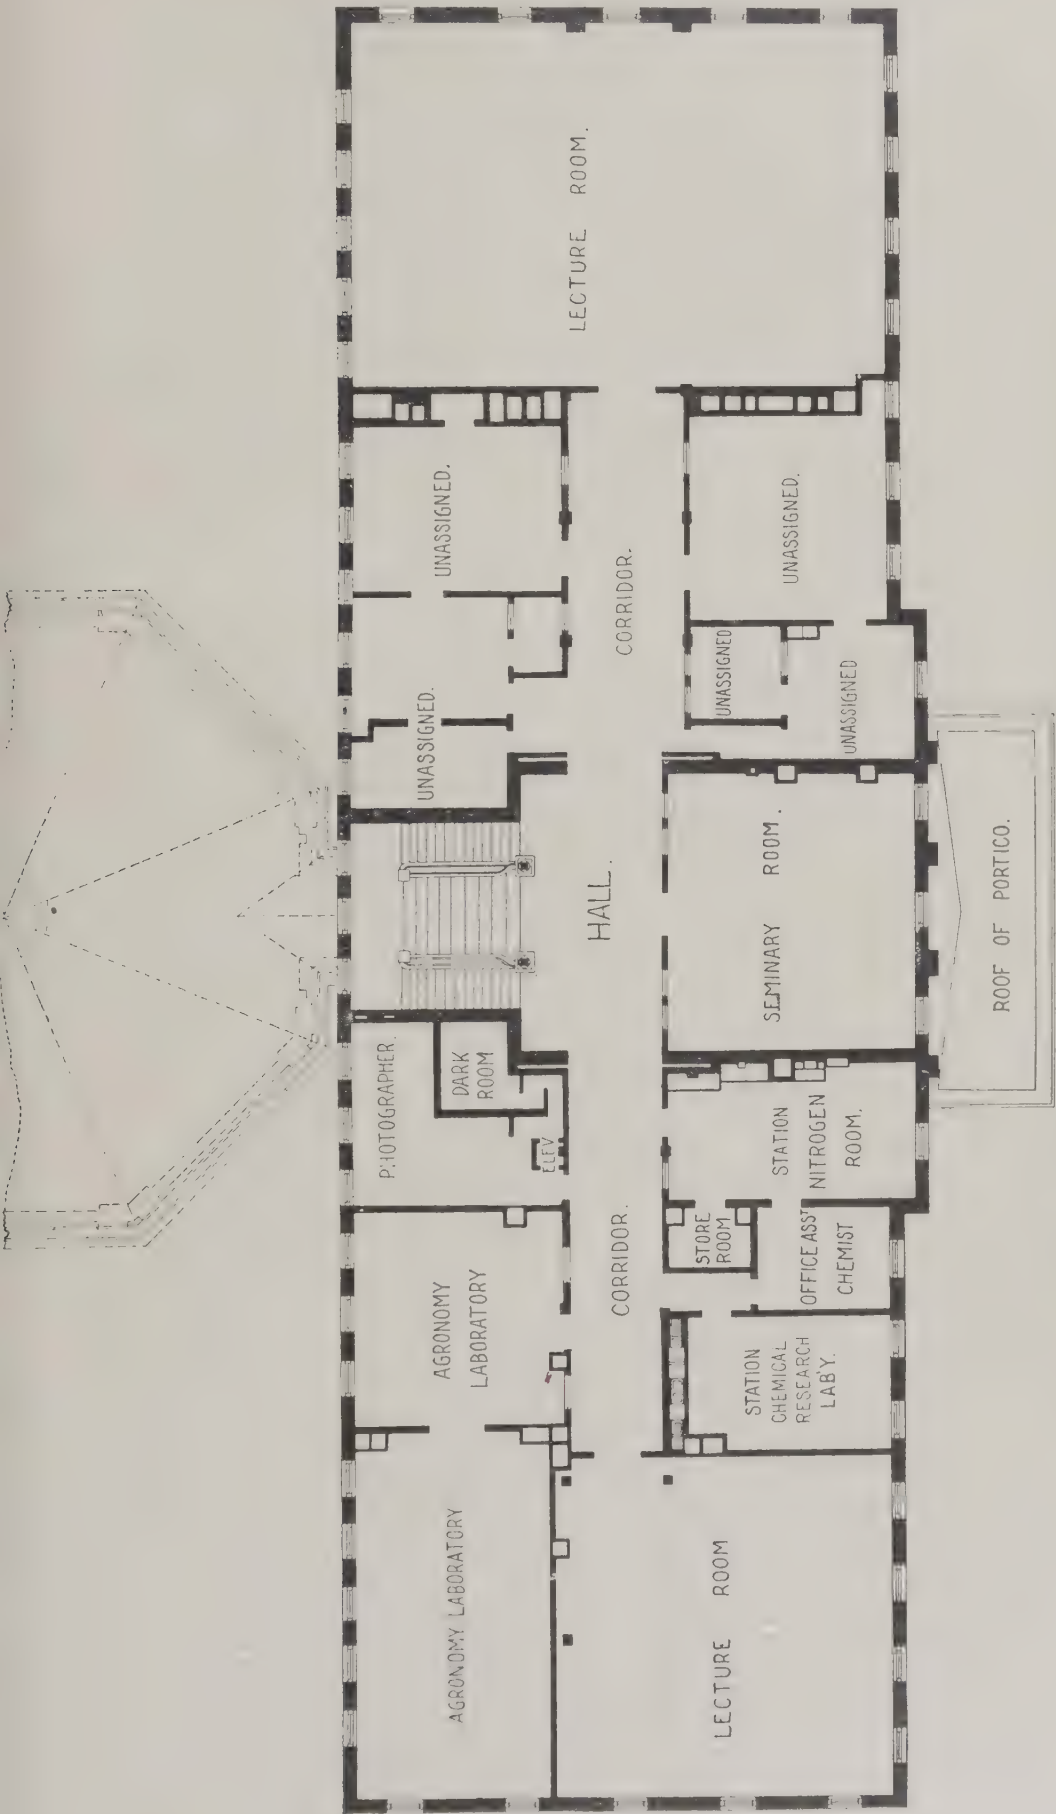 AGRONOMY LABORATORY
AGRONOMY
LABORATORY
PHOTOGRAPHER.
DARK
ROOM
ELEV
UNASSIGNED.
UNASSIGNED.
LECTURE ROOM.
CORRIDOR.
HALL.
CORRIDOR.
LECTURE ROOM
STATION
CHEMICAL
RESEARCH
LAB'Y.
STORE
ROOM
OFFICE ASST
CHEMIST
STATION
NITROGEN
ROOM.
SEMINARY ROOM.
UNASSIGNED
UNASSIGNED
UNASSIGNED.
ROOF OF PORTICO.